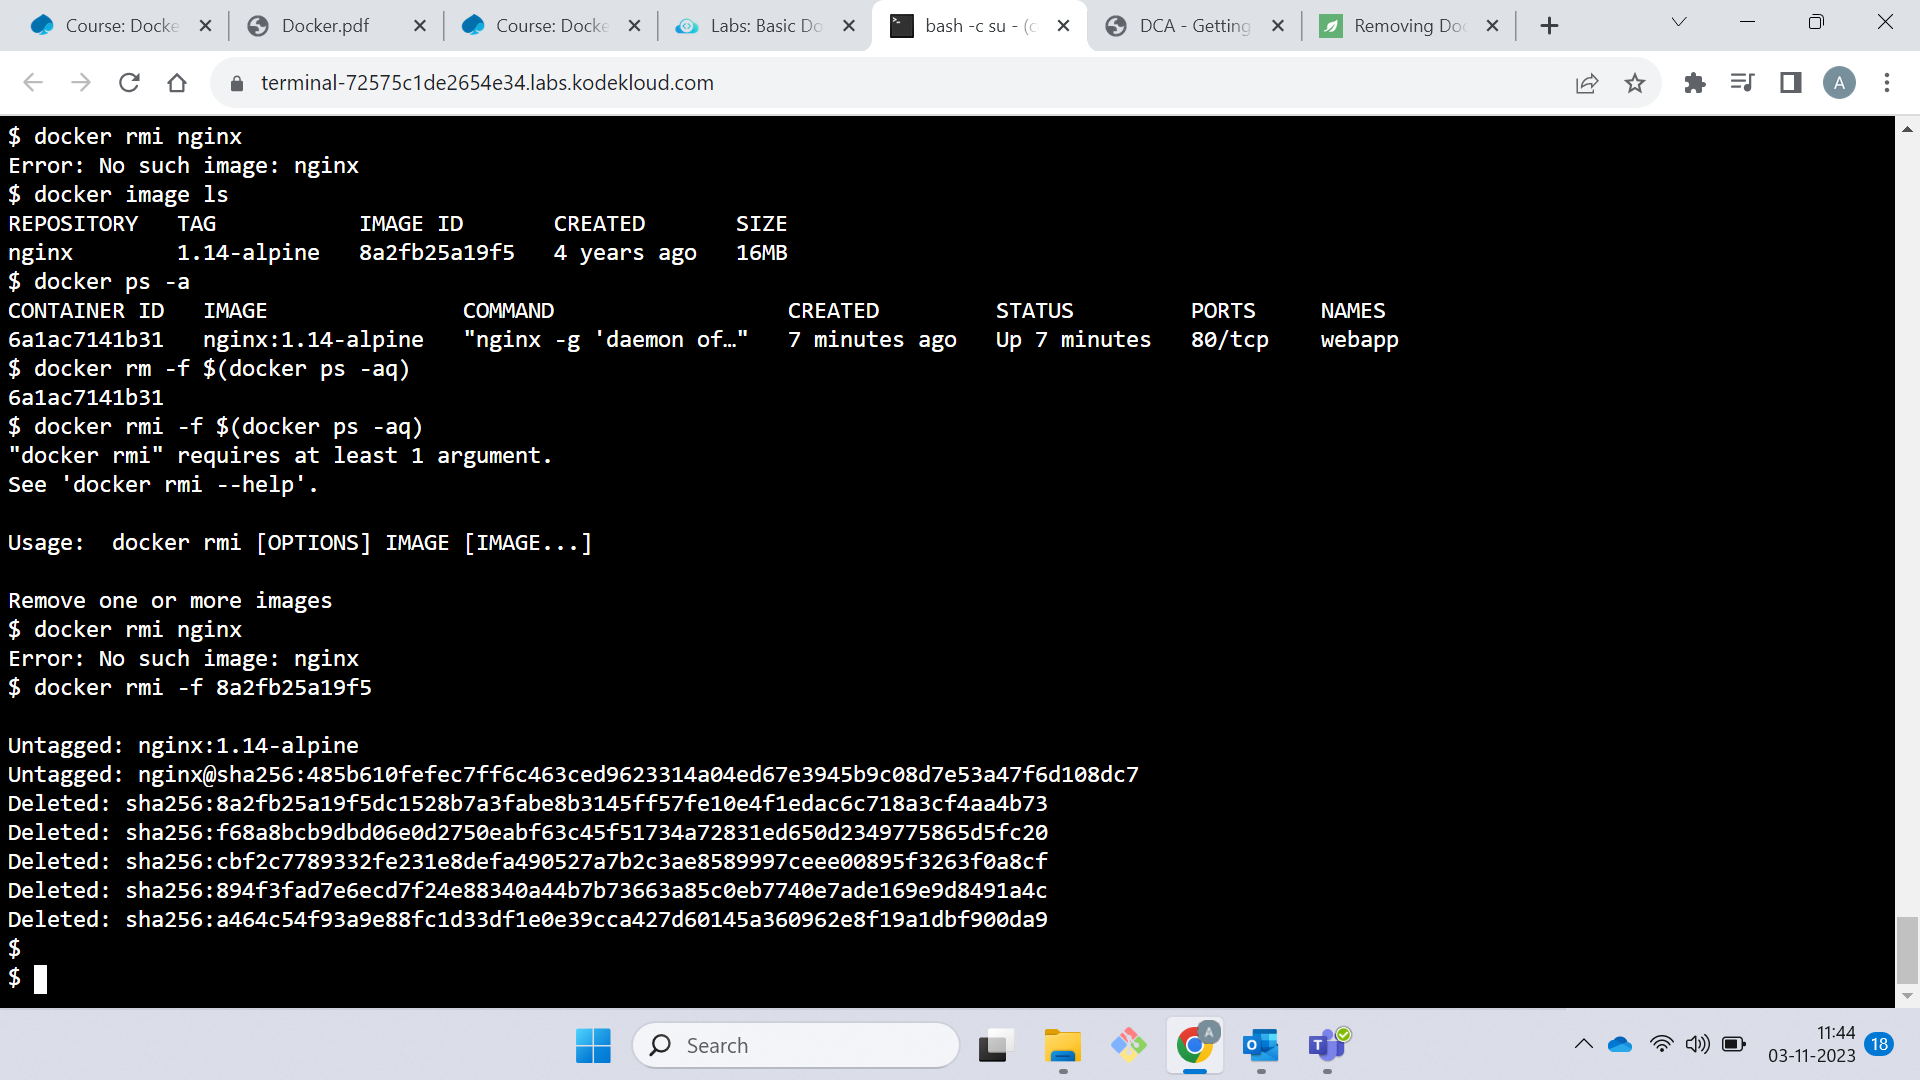 Course: Docke
Docker.pdf
Course: Docke
Labs: Basic Do
bash -c su - (c
DCA - Getting
Removing Doc
terminal-72575c1de2654e34.labs.kodekloud.com
A
$ docker rmi nginx
Error: No such image: nginx
$ docker image ls
REPOSITORY TAG IMAGE ID CREATED SIZE
nginx 1.14-alpine 8a2fb25a19f5 4 years ago 16MB
$ docker ps -a
CONTAINER ID IMAGE COMMAND CREATED STATUS PORTS NAMES
6a1ac7141b31 nginx:1.14-alpine "nginx -g 'daemon of…" 7 minutes ago Up 7 minutes 80/tcp webapp
$ docker rm -f $(docker ps -aq)
6a1ac7141b31
$ docker rmi -f $(docker ps -aq)
"docker rmi" requires at least 1 argument.
See 'docker rmi --help'.
Usage: docker rmi [OPTIONS] IMAGE [IMAGE...]
Remove one or more images
$ docker rmi nginx
Error: No such image: nginx
$ docker rmi -f 8a2fb25a19f5
Untagged: nginx:1.14-alpine
Untagged: nginx@sha256:485b610fefec7ff6c463ced9623314a04ed67e3945b9c08d7e53a47f6d108dc7
Deleted: sha256:8a2fb25a19f5dc1528b7a3fabe8b3145ff57fe10e4f1edac6c718a3cf4aa4b73
Deleted: sha256:f68a8bcb9dbd06e0d2750eabf63c45f51734a72831ed650d2349775865d5fc20
Deleted: sha256:cbf2c7789332fe231e8defa490527a7b2c3ae8589997ceee00895f3263f0a8cf
Deleted: sha256:894f3fad7e6ecd7f24e88340a44b7b73663a85c0eb7740e7ade169e9d8491a4c
Deleted: sha256:a464c54f93a9e88fc1d33df1e0e39cca427d60145a360962e8f19a1dbf900da9
$
$
Search
A
11:44
03-11-2023
18